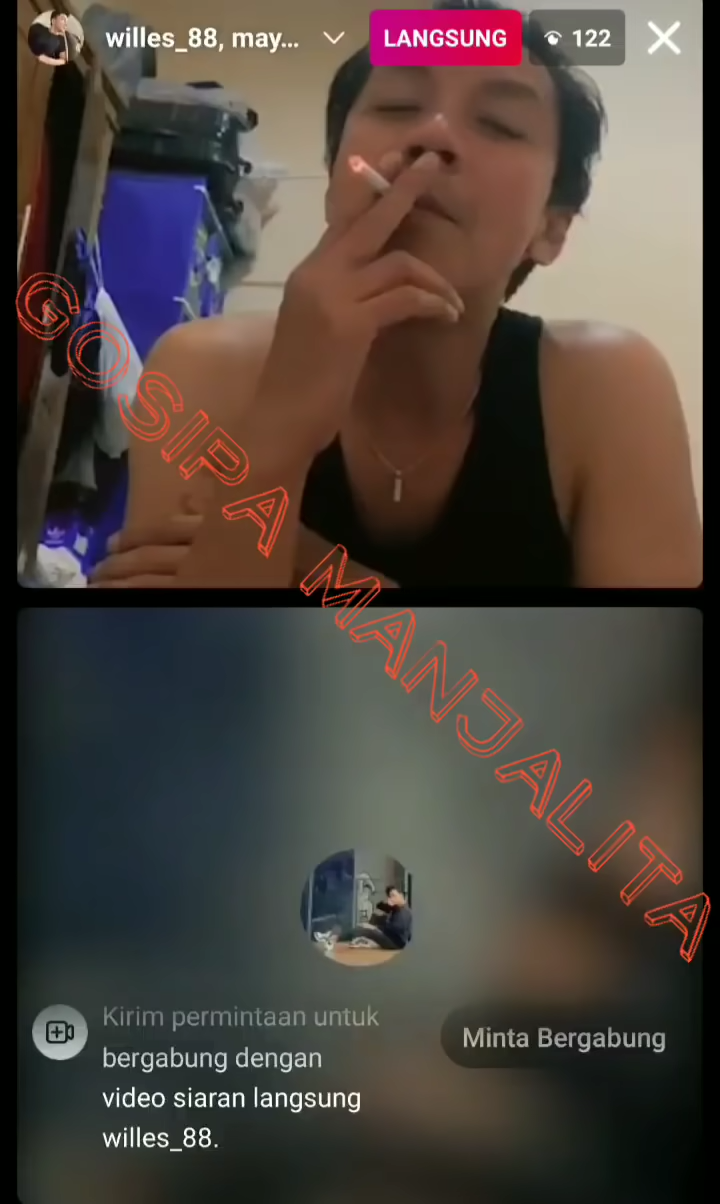 willes_88, may...
LANGSUNG
122
GOSIPA MANJALITA
Kirim permintaan untuk
bergabung dengan
video siaran langsung
willes_88.
Minta Bergabung